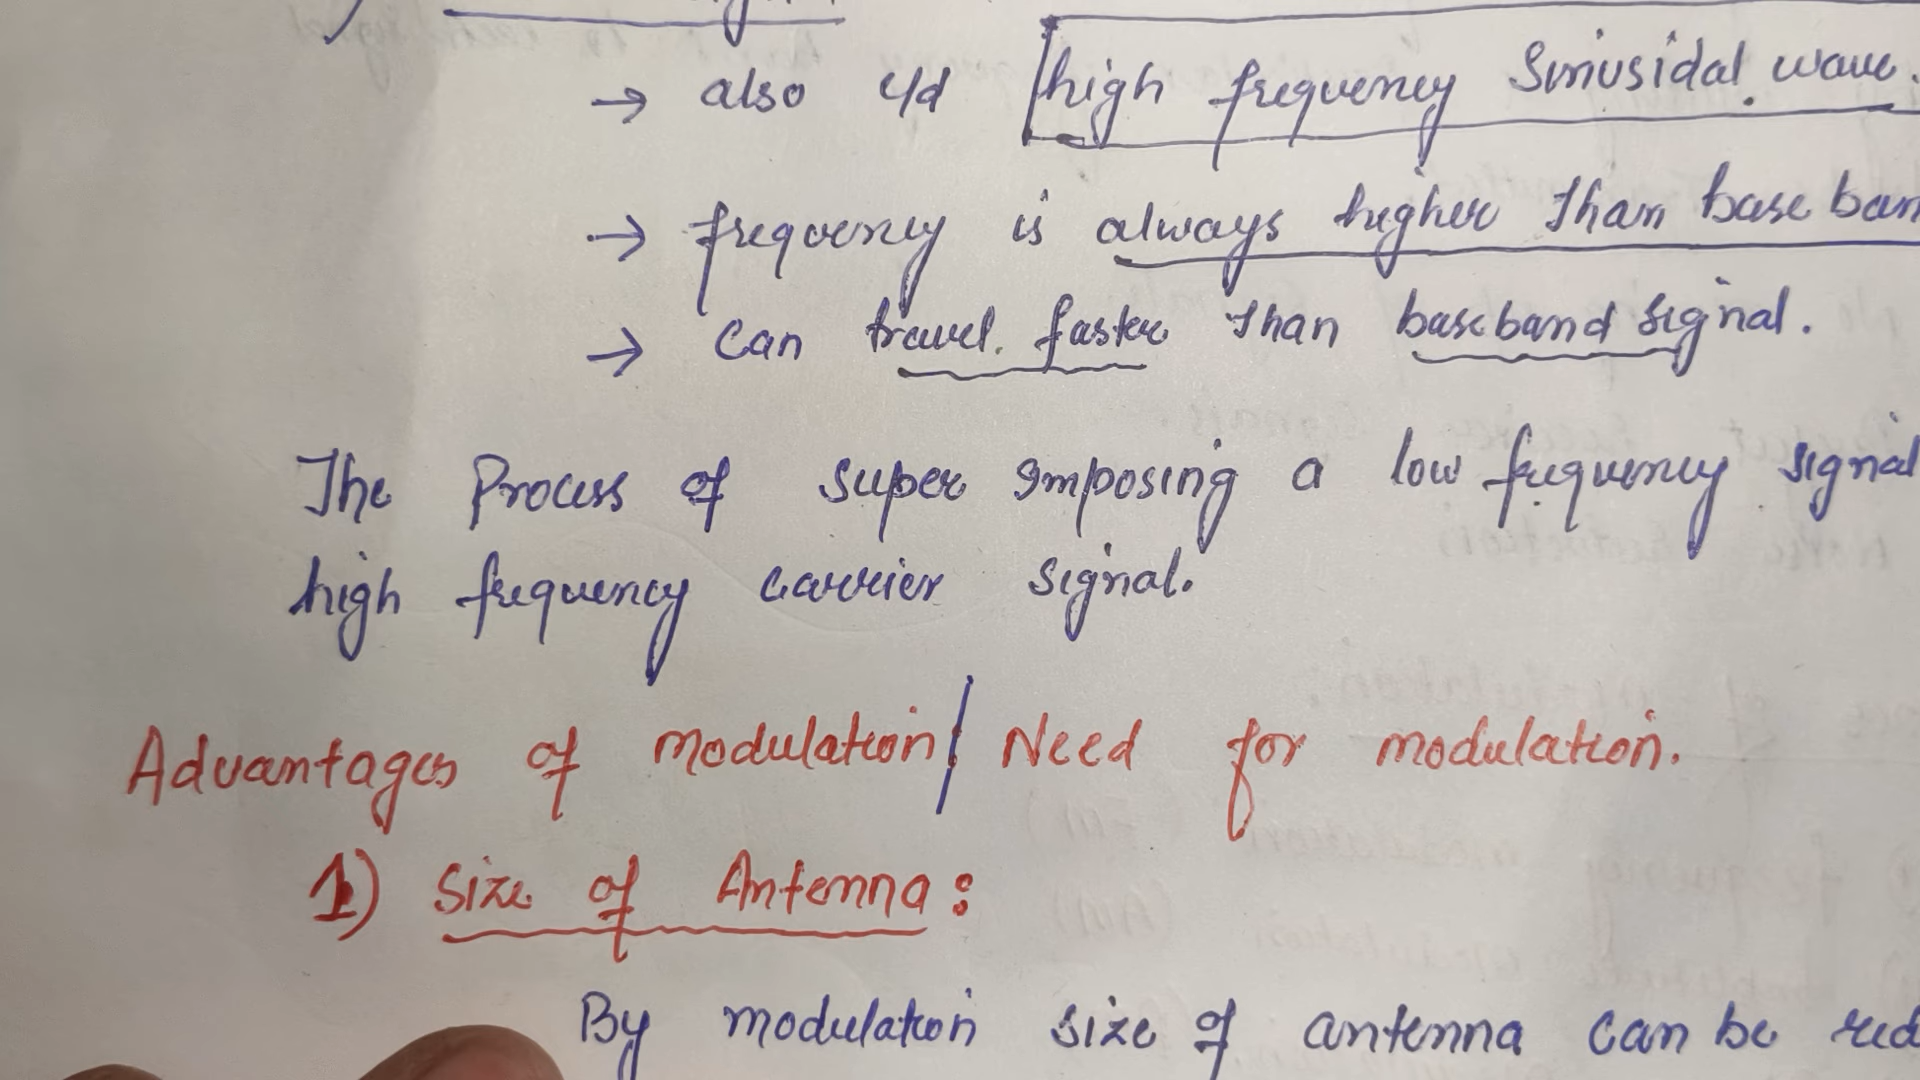 → also c/d high frequency Sinusidal wave.
→ frequency is always higher than base ban
→ can travel faster than baseband signal.
The Process of super imposing a low frequency signal
high frequency carrier signal.
Advantages of modulation/ Need for modulation.
1) Size of Antenna:
By modulation size of antenna can be red